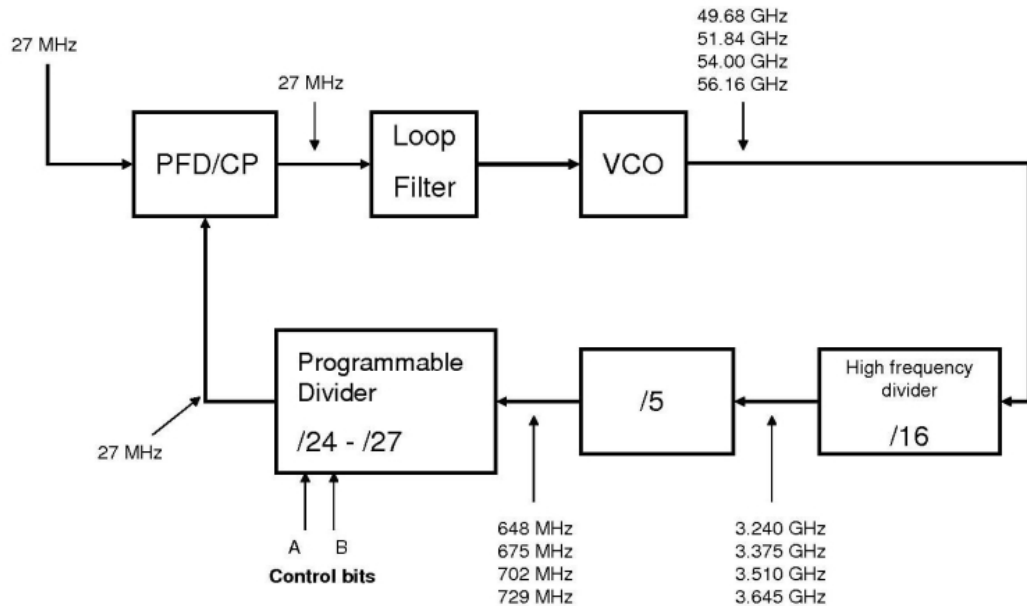 49.68 GHz
51.84 GHz
54.00 GHz
56.16 GHz
27 MHz
27 MHz
PFD/CP
Loop
Filter
VCO
Programmable
Divider
/24 - /27
/5
High frequency
divider
/16
27 MHz
A B
Control bits
648 MHz
675 MHz
702 MHz
729 MHz
3.240 GHz
3.375 GHz
3.510 GHz
3.645 GHz